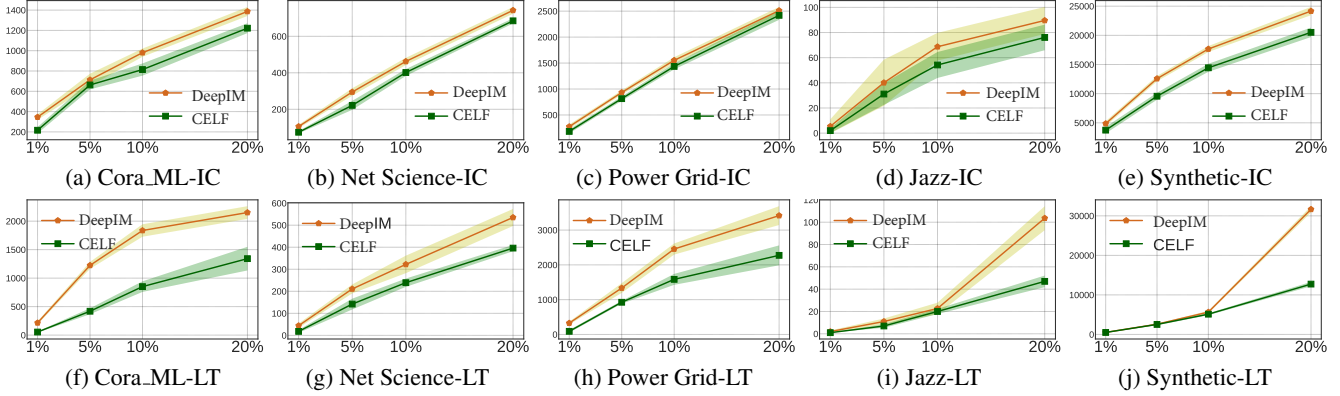 1400
1200
1000
800
600
400
200
DeepIM
CELF
1% 5% 10% 20%
(a) Cora_ML-IC
600
400
200
DeepIM
CELF
1% 5% 10% 20%
(b) Net Science-IC
2500
2000
1500
1000
500
DeepIM
CELF
1% 5% 10% 20%
(c) Power Grid-IC
100
80
60
40
20
0
DeepIM
CELF
1% 5% 10% 20%
(d) Jazz-IC
25000
20000
15000
10000
5000
DeepIM
CELF
1% 5% 10% 20%
(e) Synthetic-IC
2000
1500
1000
500
0
DeepIM
CELF
1% 5% 10% 20%
(f) Cora_ML-LT
600
500
400
300
200
100
0
DeepIM
CELF
1% 5% 10% 20%
(g) Net Science-LT
3000
2000
1000
0
DeepIM
CELF
1% 5% 10% 20%
(h) Power Grid-LT
120
100
80
60
40
20
0
DeepIM
CELF
1% 5% 10% 20%
(i) Jazz-LT
30000
20000
10000
0
DeepIM
CELF
1% 5% 10% 20%
(j) Synthetic-LT